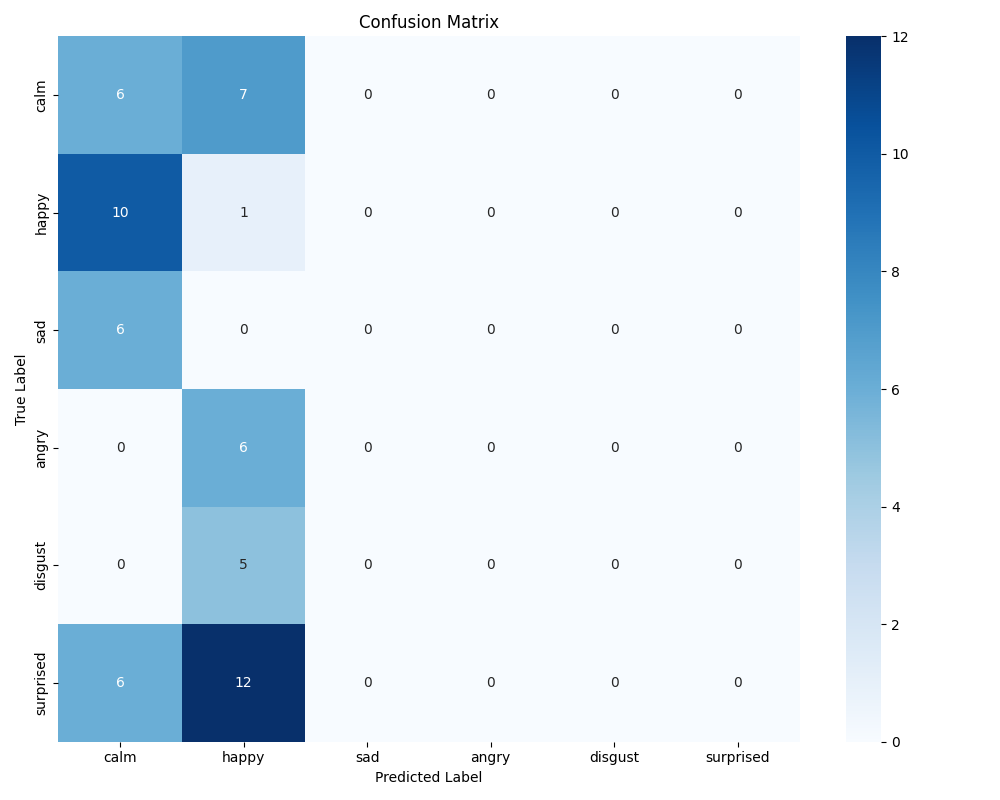 Confusion Matrix
calm 6 7 0 0 0 0
happy 10 1 0 0 0 0
sad 6 0 0 0 0 0
angry 0 6 0 0 0 0
disgust 0 5 0 0 0 0
surprised 6 12 0 0 0 0
True Label
calm happy sad angry disgust surprised
Predicted Label
12
10
8
6
4
2
0